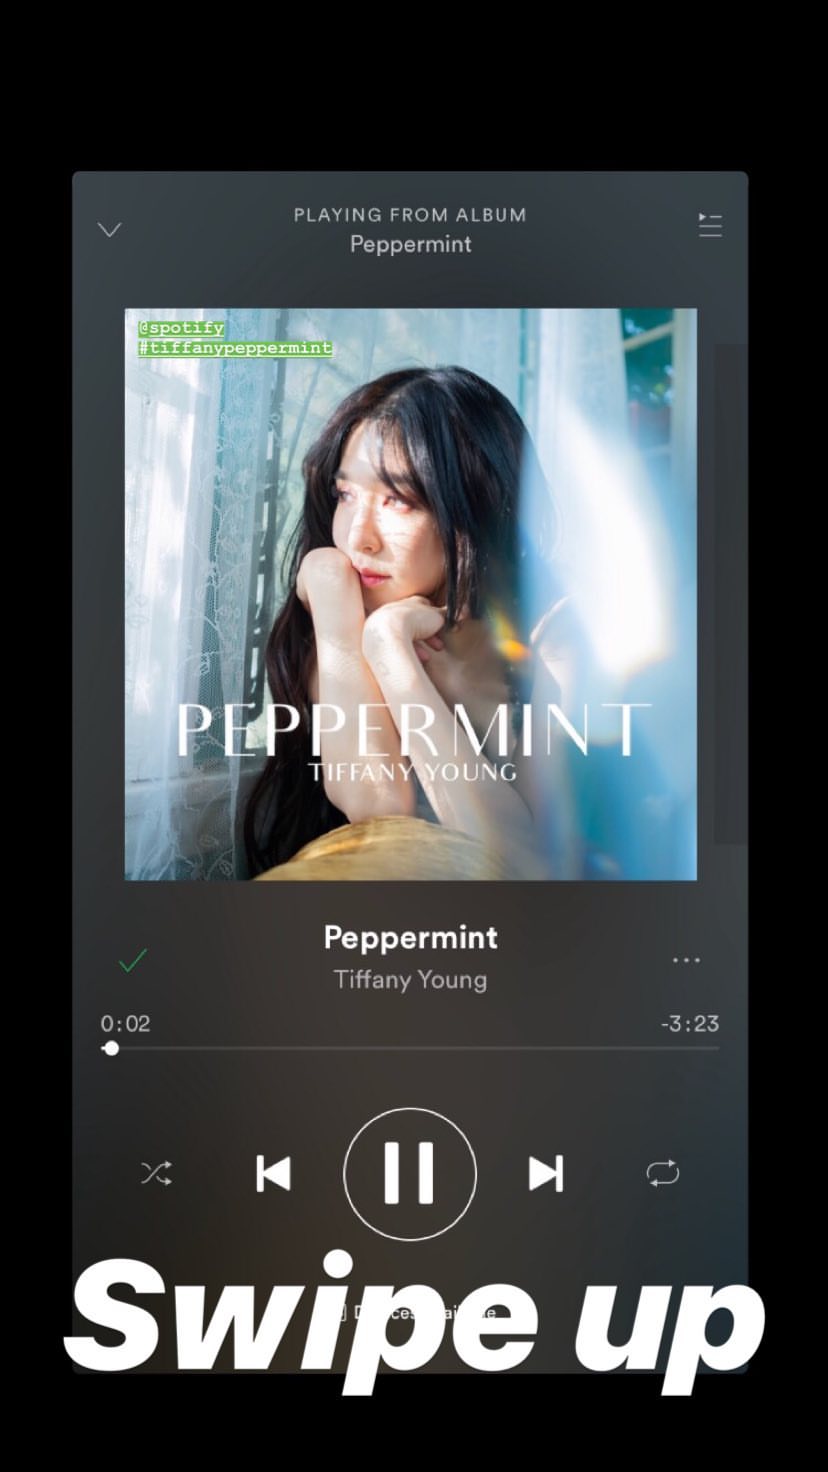 PLAYING FROM ALBUM
Peppermint
@spotify
#tiffanypeppermint
PEPPERMINT
TIFFANY YOUNG
Peppermint
Tiffany Young
0:02
-3:23
Swipe up